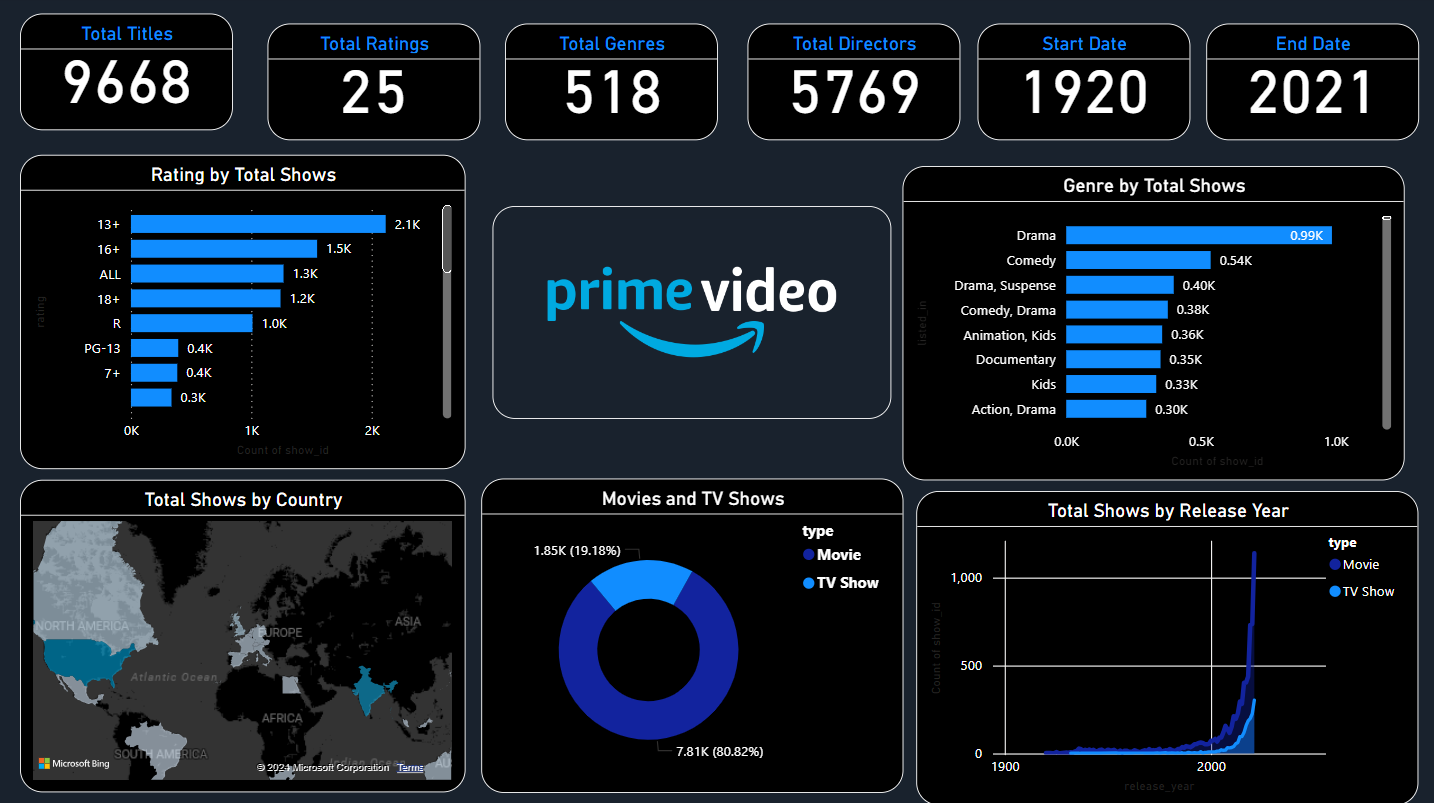 Total Titles
9668
Total Ratings
25
Total Genres
518
Total Directors
5769
Start Date
1920
End Date
2021
Rating by Total Shows
rating
13+ 2.1K
16+ 1.5K
ALL 1.3K
18+ 1.2K
R 1.0K
PG-13 0.4K
7+ 0.4K
0.3K
0K 1K 2K
Count of show_id
prime video
Genre by Total Shows
listed_in
Drama 0.99K
Comedy 0.54K
Drama, Suspense 0.40K
Comedy, Drama 0.38K
Animation, Kids 0.36K
Documentary 0.35K
Kids 0.33K
Action, Drama 0.30K
0.0K 0.5K 1.0K
Count of show_id
Total Shows by Country
NORTH AMERICA
EUROPE
ASIA
Atlantic Ocean
AFRICA
SOUTH AMERICA
Indian Ocean
AU
Microsoft Bing
© 2024 Microsoft Corporation Terms
Movies and TV Shows
type
Movie
TV Show
1.85K (19.18%)
7.81K (80.82%)
Total Shows by Release Year
type
Movie
TV Show
Count of show_id
1,000
500
0
1900 2000
release_year